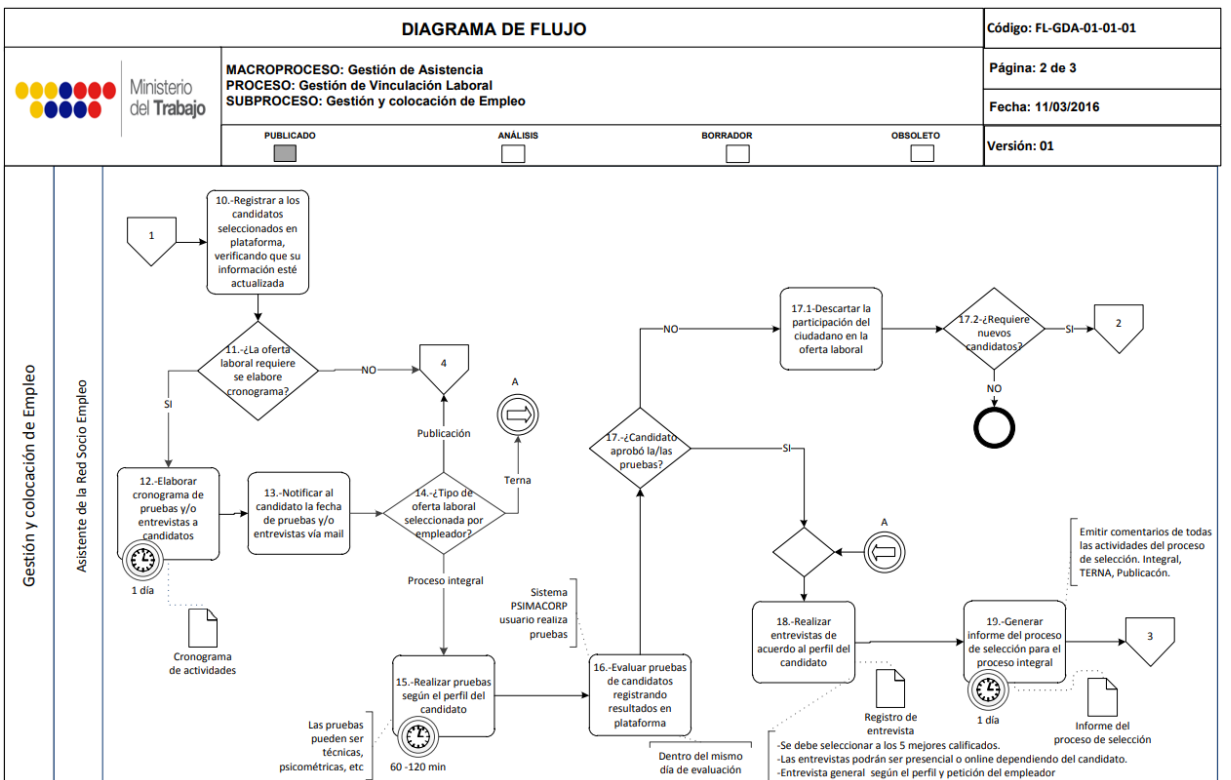 DIAGRAMA DE FLUJO
Código: FL-GDA-01-01-01
Ministerio
del Trabajo
MACROPROCESO: Gestión de Asistencia
PROCESO: Gestión de Vinculación Laboral
SUBPROCESO: Gestión y colocación de Empleo
Página: 2 de 3
Fecha: 11/03/2016
PUBLICADO
ANÁLISIS
BORRADOR
OBSOLETO
Versión: 01
Gestión y colocación de Empleo
Asistente de la Red Socio Empleo
1
10.-Registrar a los
candidatos
seleccionados en
plataforma,
verificando que su
información esté
actualizada
11.-¿La oferta
laboral requiere
se elabore
cronograma?
NO
4
SI
12.-Elaborar
cronograma de
pruebas y/o
entrevistas a
candidatos
1 día
Cronograma
de actividades
13.-Notificar al
candidato la fecha
de pruebas y/o
entrevistas vía mail
14.-¿Tipo de
oferta laboral
seleccionada por
empleador?
Publicación
Terna
A
Proceso integral
15.-Realizar pruebas
según el perfil del
candidato
60 -120 min
Las pruebas
pueden ser
técnicas,
psicométricas, etc
Sistema
PSIMACORP
usuario realiza
pruebas
16.-Evaluar pruebas
de candidatos
registrando
resultados en
plataforma
Dentro del mismo
día de evaluación
17.-¿Candidato
aprobó la/las
pruebas?
NO
17.1-Descartar la
participación del
ciudadano en la
oferta laboral
17.2-¿Requiere
nuevos
candidatos?
SI
2
NO
SI
A
18.-Realizar
entrevistas de
acuerdo al perfil del
candidato
Registro de
entrevista
-Se debe seleccionar a los 5 mejores calificados.
-Las entrevistas podrán ser presencial o online dependiendo del candidato.
-Entrevista general según el perfil y petición del empleador
19.-Generar
informe del proceso
de selección para el
proceso integral
1 día
Informe del
proceso de selección
Emitir comentarios de todas
las actividades del proceso
de selección. Integral,
TERNA, Publicacón.
3